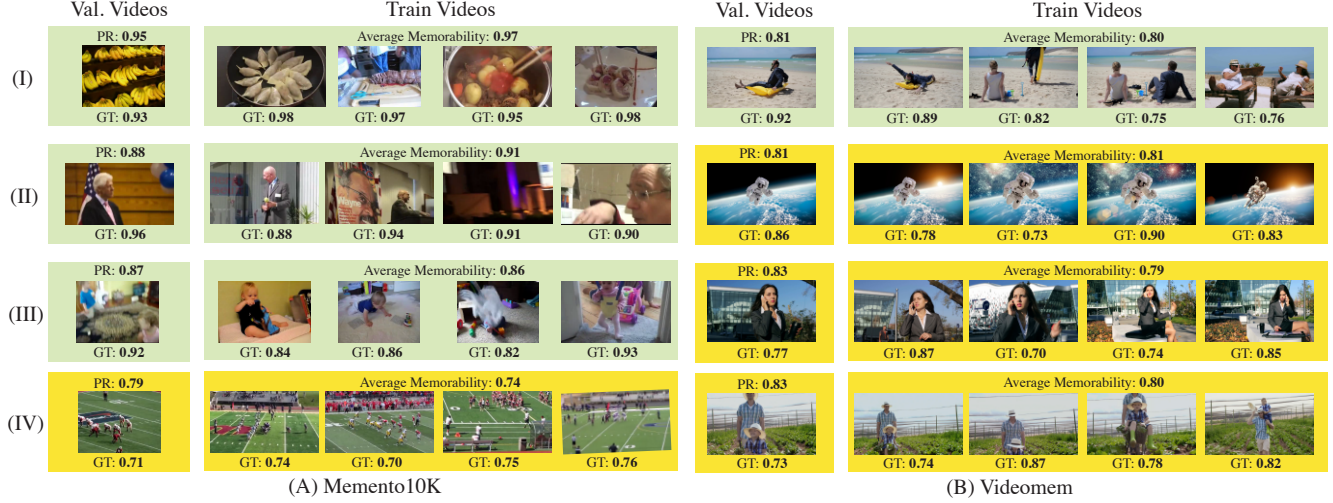 Val. Videos Train Videos Val. Videos Train Videos
(I)
PR: 0.95 Average Memorability: 0.97 PR: 0.81 Average Memorability: 0.80
GT: 0.93 GT: 0.98 GT: 0.97 GT: 0.95 GT: 0.98 GT: 0.92 GT: 0.89 GT: 0.82 GT: 0.75 GT: 0.76
(II)
PR: 0.88 Average Memorability: 0.91 PR: 0.81 Average Memorability: 0.81
GT: 0.96 GT: 0.88 GT: 0.94 GT: 0.91 GT: 0.90 GT: 0.86 GT: 0.78 GT: 0.73 GT: 0.90 GT: 0.83
(III)
PR: 0.87 Average Memorability: 0.86 PR: 0.83 Average Memorability: 0.79
GT: 0.92 GT: 0.84 GT: 0.86 GT: 0.82 GT: 0.93 GT: 0.77 GT: 0.87 GT: 0.70 GT: 0.74 GT: 0.85
(IV)
PR: 0.79 Average Memorability: 0.74 PR: 0.83 Average Memorability: 0.80
GT: 0.71 GT: 0.74 GT: 0.70 GT: 0.75 GT: 0.76 GT: 0.73 GT: 0.74 GT: 0.87 GT: 0.78 GT: 0.82
(A) Memento10K (B) Videomem